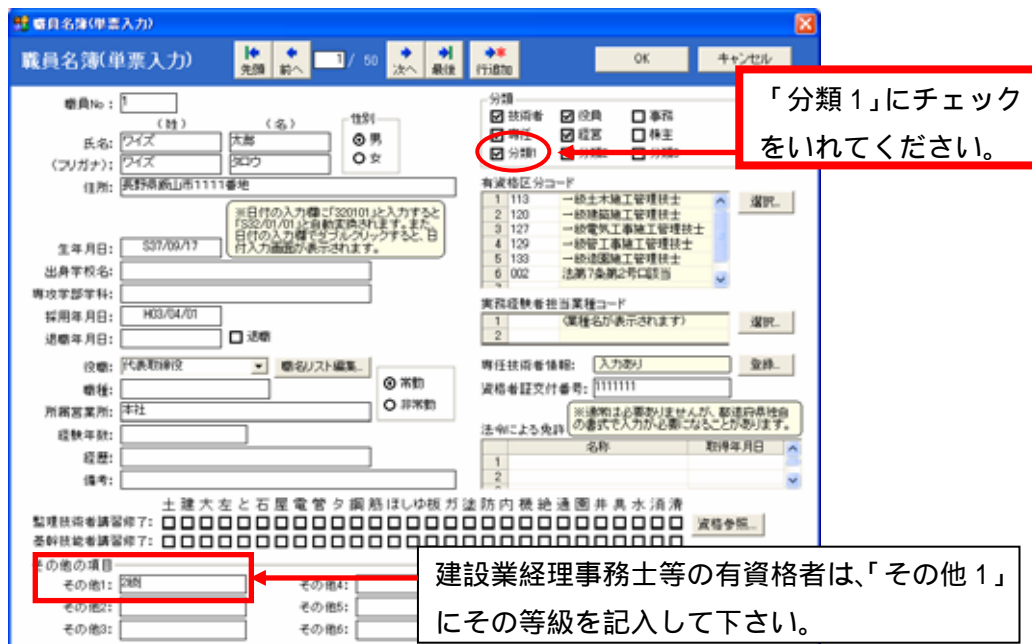 職員名簿(単票入力)
職員名簿(単票入力)
先頭 前へ 1 / 50 次へ 最後 行追加 OK キャンセル
「分類１」にチェック
をいれてください。
職員No: 1
(姓) (名) 性別
氏名: ワイズ 太郎 男
(フリガナ): ワイズ タロウ 女
住所: 長野県飯山市1111番地
※日付の入力欄に「320101」と入力すると
「S32/01/01」と自動変換されます。また、
日付の入力欄でダブルクリックすると、日
付入力画面が表示されます。
生年月日: S37/09/17
出身学校名:
専攻学部学科:
採用年月日: H03/04/01
退職年月日: 退職
役職: 代表取締役 職名リスト編集...
職種: 常勤
所属営業所: 本社 非常勤
経験年数:
経歴:
備考:
分類
技術者 役員 事務
専任 経営 株主
分類1 分類2 分類3
有資格区分コード
1 113 一級土木施工管理技士 選択...
2 120 一級建築施工管理技士
3 127 一級電気工事施工管理技士
4 129 一級管工事施工管理技士
5 133 一級造園施工管理技士
6 002 法第7条第2号ロ該当
実務経験者担当業種コード
1 (業種名が表示されます) 選択...
2
専任技術者情報: 入力あり 登録...
資格者証交付番号: 1111111
※通常は必要ありませんが、都道府県独自
の書式で入力が必要になることがあります。
法令による免許
名称 取得年月日
1
2
土 建 大 左 と 石 屋 電 管 タ 鋼 筋 ほ し ゆ 板 ガ 塗 防 内 機 絶 通 園 井 具 水 消 清
監理技術者講習修了: 資格参照...
基幹技能者講習修了:
その他の項目
その他1: 2級 その他4:
その他2: その他5:
その他3: その他6:
建設業経理事務士等の有資格者は、「その他１」
にその等級を記入して下さい。